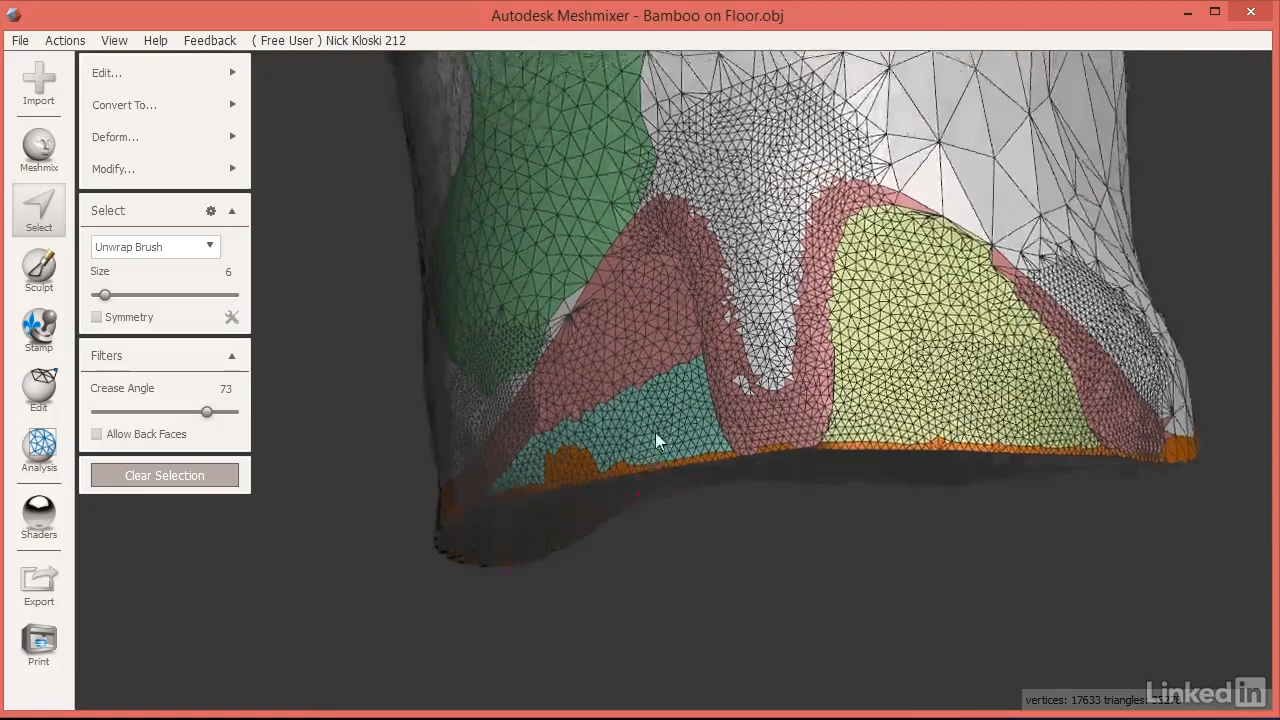 Autodesk Meshmixer - Bamboo on Floor.obj
File Actions View Help Feedback ( Free User ) Nick Kloski 212
Import
Meshmix
Select
Sculpt
Stamp
Edit
Analysis
Shaders
Export
Print
Edit...
Convert To...
Deform...
Modify...
Select
Unwrap Brush
Size 6
Symmetry
Filters
Crease Angle 73
Allow Back Faces
Clear Selection
vertices: 17633 triangles:
Linked in